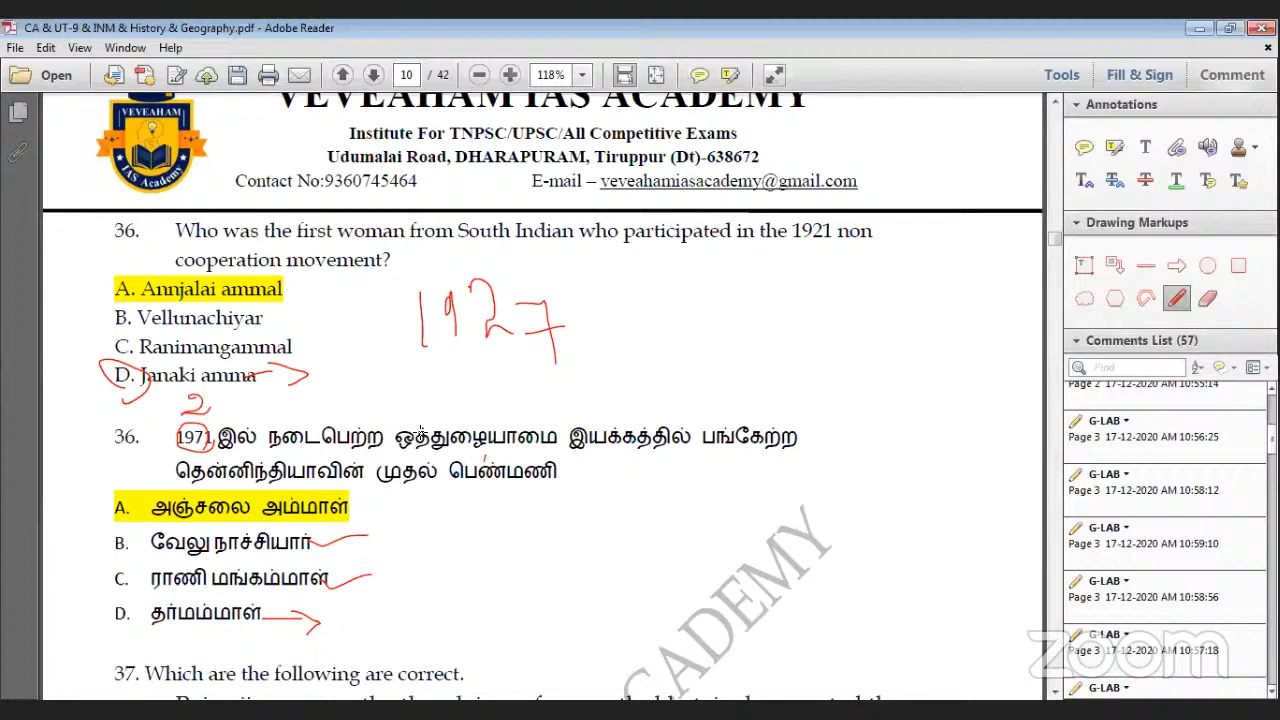 CA & UT-9 & INM & History & Geography.pdf - Adobe Reader
File Edit View Window Help
Open 10 / 42 118% Tools Fill & Sign Comment
VEVEAHAM IAS ACADEMY
VEVEAHAM
IAS Academy
Institute For TNPSC/UPSC/All Competitive Exams
Udumalai Road, DHARAPURAM, Tiruppur (Dt)-638672
Contact No:9360745464 E-mail – veveahamiasacademy@gmail.com
36. Who was the first woman from South Indian who participated in the 1921 non
cooperation movement?
A. Annjalai ammal
B. Vellunachiyar
C. Ranimangammal
D. Janaki amma
1927
2
36. 1971,இல் நடைபெற்ற ஒத்துழையாமை இயக்கத்தில் பங்கேற்ற
தென்னிந்தியாவின் முதல் பெண்மணி
A. அஞ்சலை அம்மாள்
B. வேலு நாச்சியார்
C. ராணி மங்கம்மாள்
D. தர்மம்மாள்
37. Which are the following are correct.
CADEMY
Annotations
Drawing Markups
Comments List (57)
Find
Page 2 17-12-2020 AM 10:55:14
G-LAB
Page 3 17-12-2020 AM 10:56:25
G-LAB
Page 3 17-12-2020 AM 10:58:12
G-LAB
Page 3 17-12-2020 AM 10:59:10
G-LAB
Page 3 17-12-2020 AM 10:58:56
G-LAB
Page 3 17-12-2020 AM 10:57:18
G-LAB
zoom